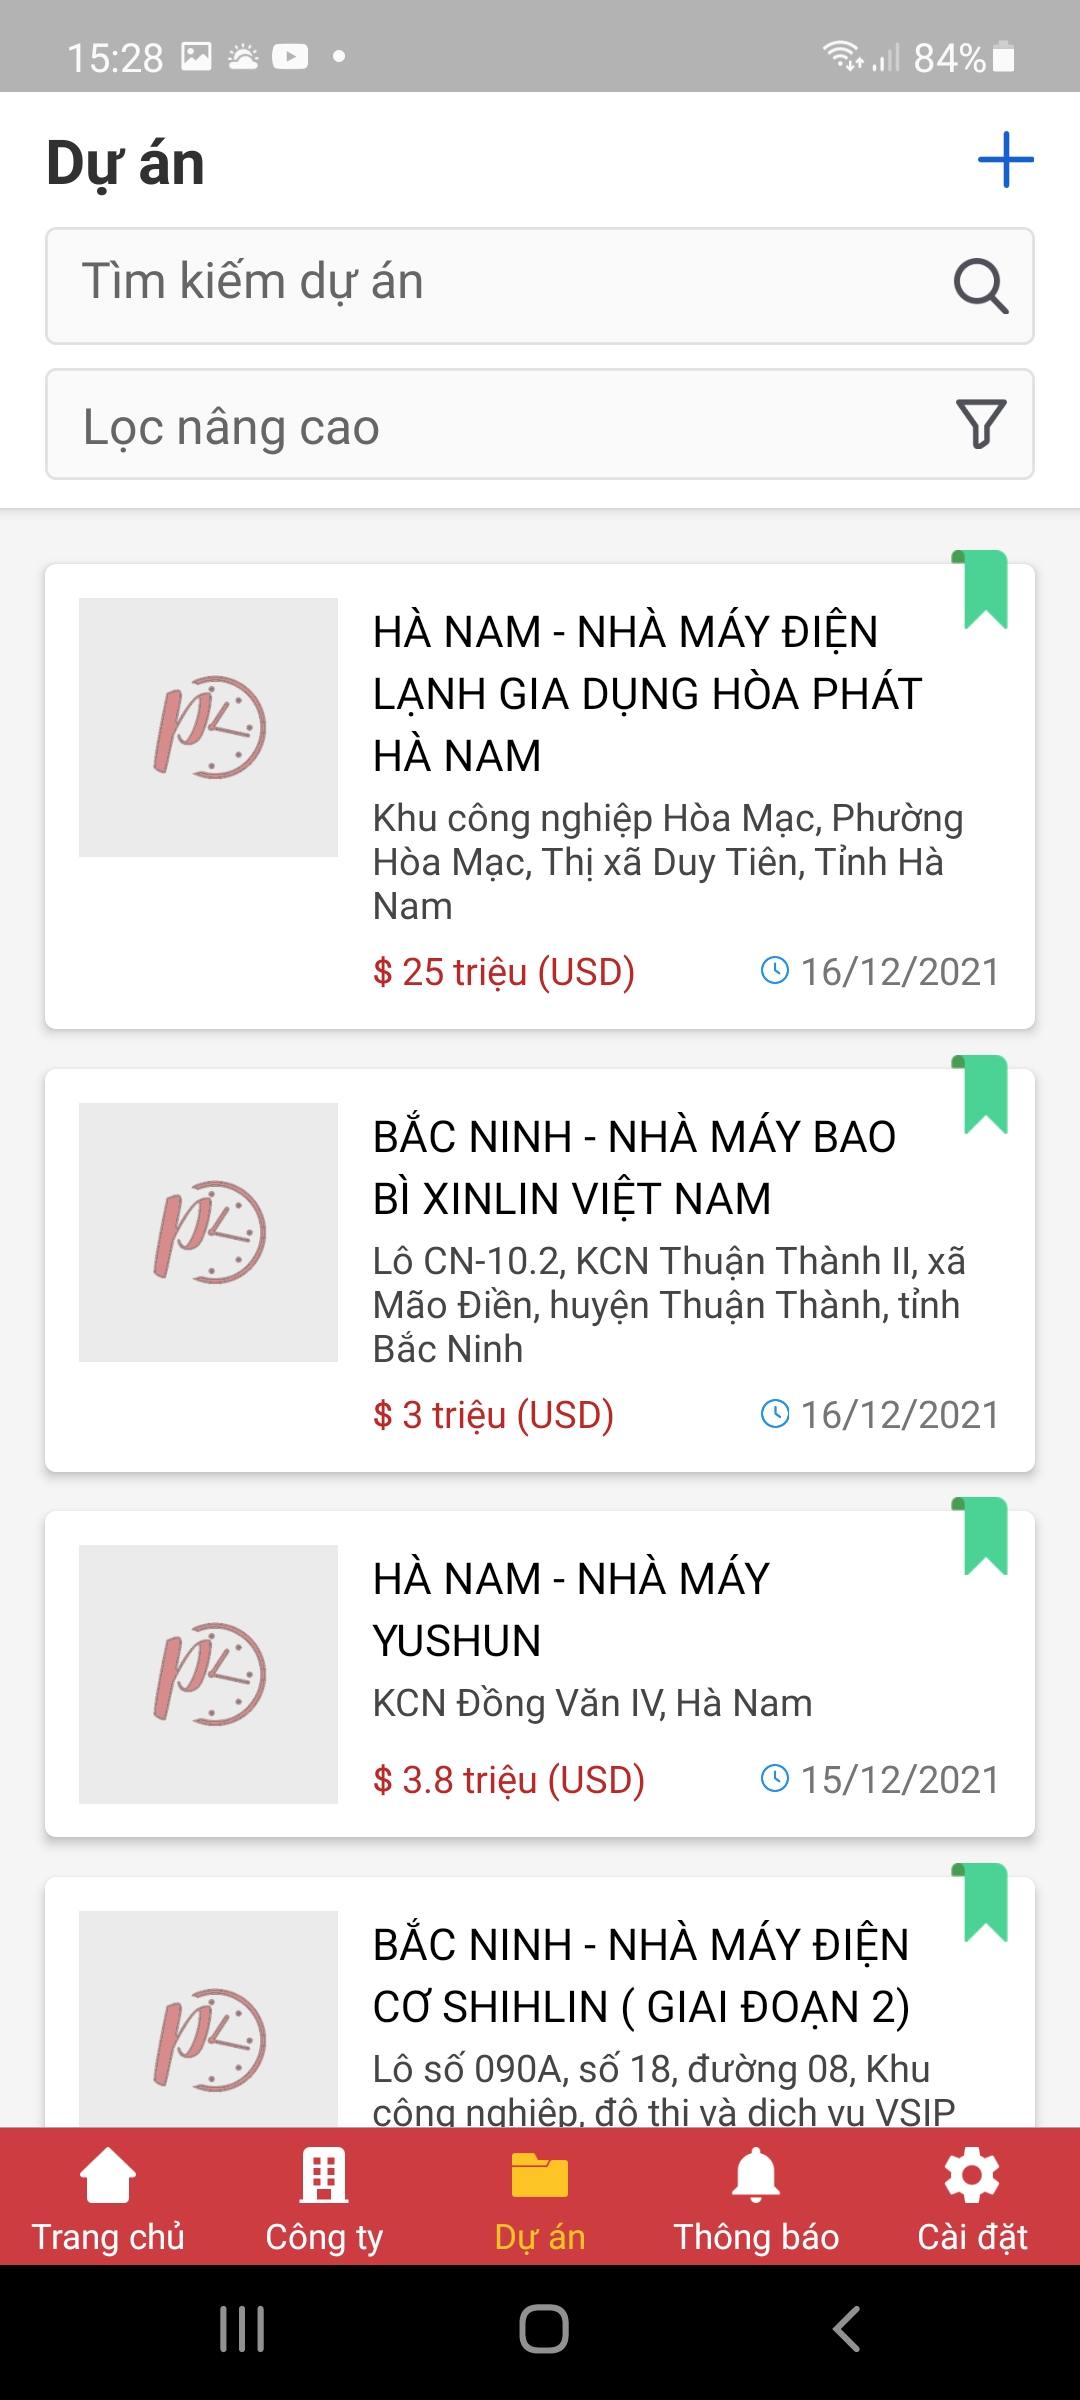 15:28
84%
Dự án
Tìm kiếm dự án
Lọc nâng cao
HÀ NAM - NHÀ MÁY ĐIỆN
LẠNH GIA DỤNG HÒA PHÁT
HÀ NAM
Khu công nghiệp Hòa Mạc, Phường
Hòa Mạc, Thị xã Duy Tiên, Tỉnh Hà
Nam
$ 25 triệu (USD) 16/12/2021
BẮC NINH - NHÀ MÁY BAO
BÌ XINLIN VIỆT NAM
Lô CN-10.2, KCN Thuận Thành II, xã
Mão Điền, huyện Thuận Thành, tỉnh
Bắc Ninh
$ 3 triệu (USD) 16/12/2021
HÀ NAM - NHÀ MÁY
YUSHUN
KCN Đồng Văn IV, Hà Nam
$ 3.8 triệu (USD) 15/12/2021
BẮC NINH - NHÀ MÁY ĐIỆN
CƠ SHIHLIN ( GIAI ĐOẠN 2)
Lô số 090A, số 18, đường 08, Khu
công nghiệp, đô thị và dịch vụ VSIP
Trang chủ Công ty Dự án Thông báo Cài đặt